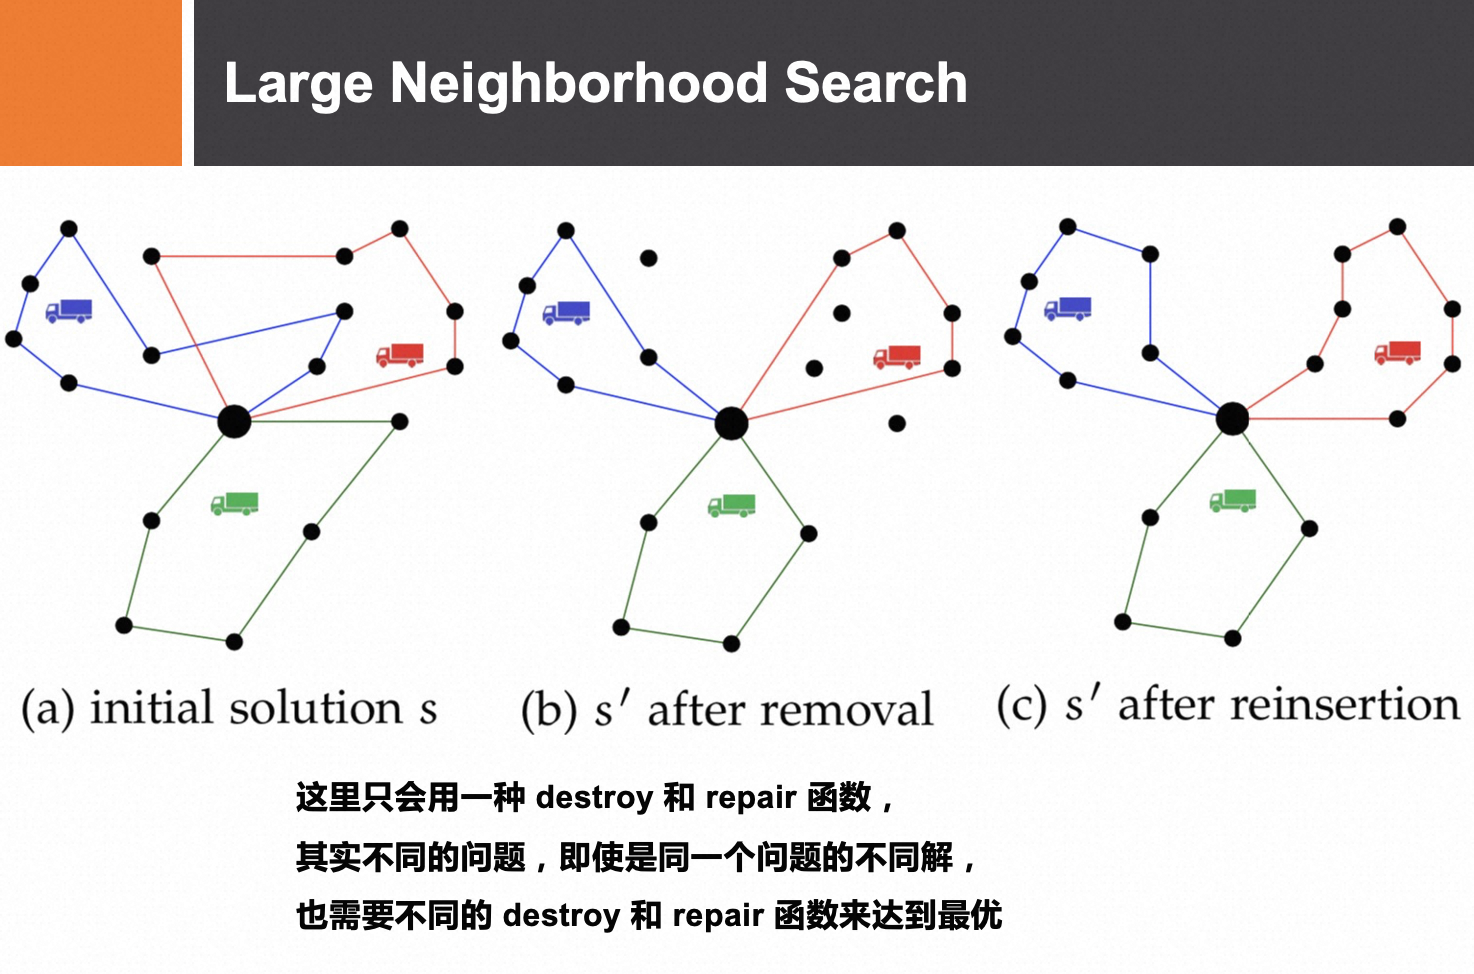 Large Neighborhood Search
(a) initial solution s
(b) s′ after removal
(c) s′ after reinsertion
这里只会用一种 destroy 和 repair 函数，
其实不同的问题，即使是同一个问题的不同解，
也需要不同的 destroy 和 repair 函数来达到最优